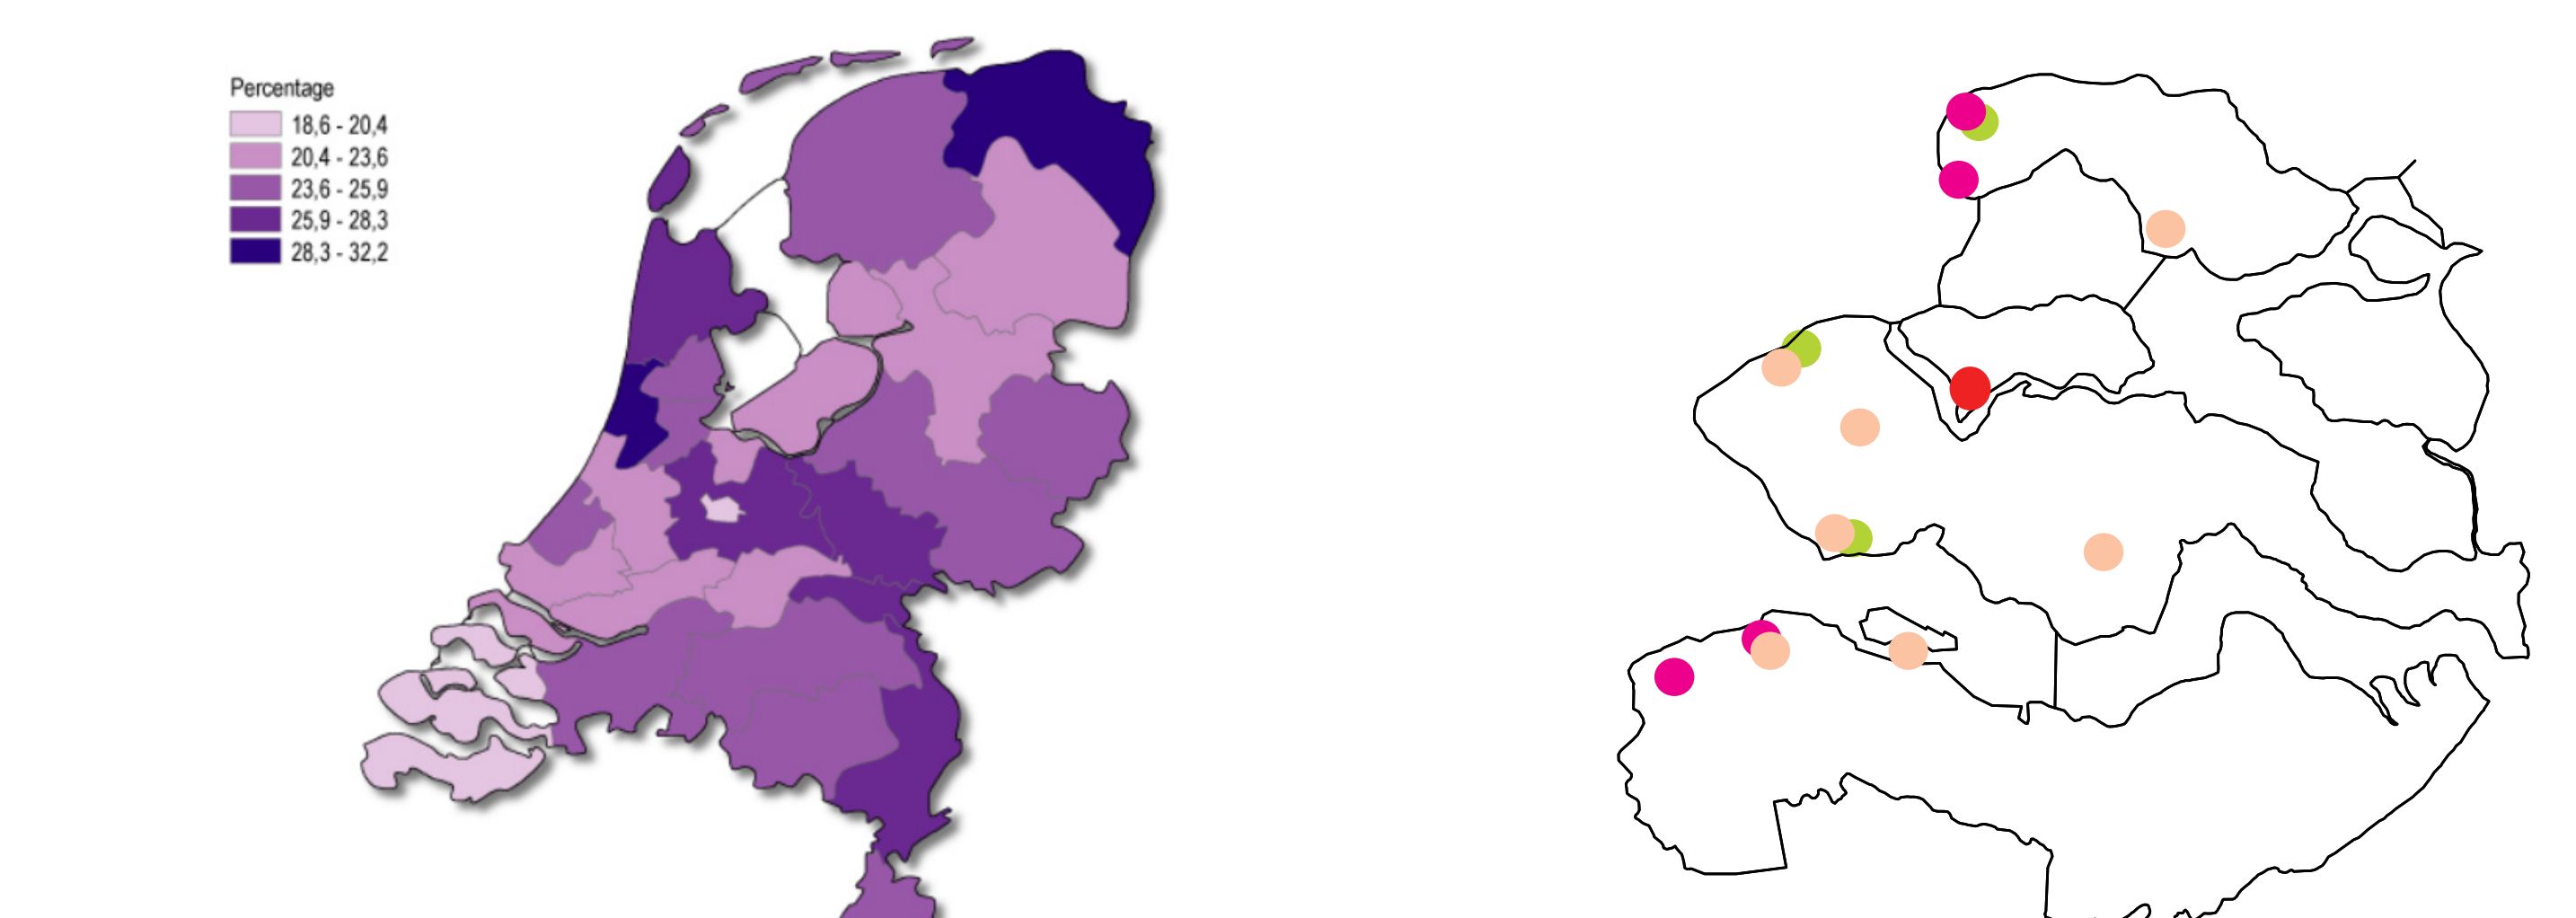 Percentage
18,6 - 20,4
20,4 - 23,6
23,6 - 25,9
25,9 - 28,3
28,3 - 32,2